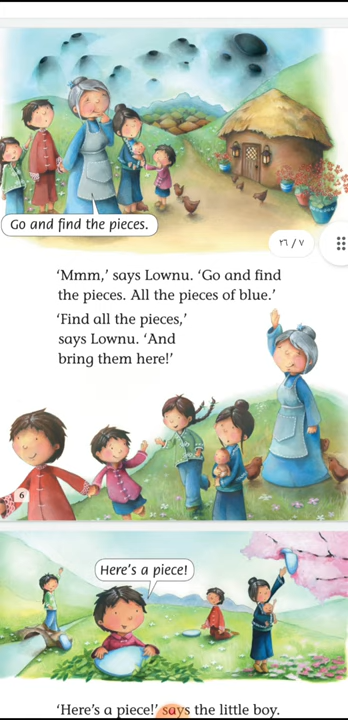 Go and find the pieces.
٢٦ / ٧
‘Mmm,’ says Lownu. ‘Go and find
the pieces. All the pieces of blue.’
‘Find all the pieces,’
says Lownu. ‘And
bring them here!’
6
Here’s a piece!
‘Here’s a piece!’ says the little boy.